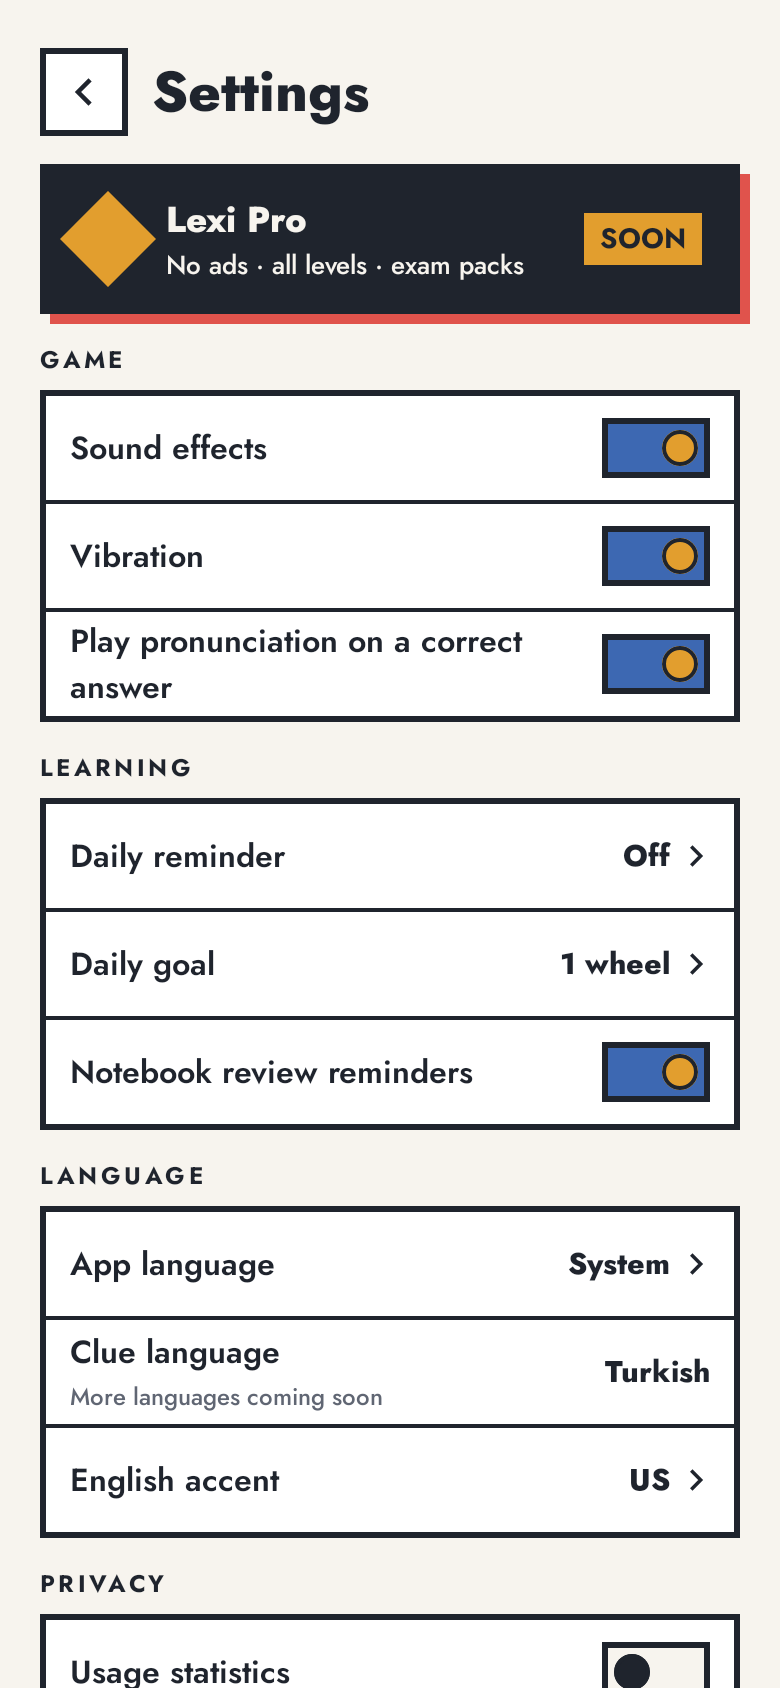 Settings
Lexi Pro
No ads · all levels · exam packs
SOON
GAME
Sound effects
Vibration
Play pronunciation on a correct
answer
LEARNING
Daily reminder
Off
Daily goal
1 wheel
Notebook review reminders
LANGUAGE
App language
System
Clue language
More languages coming soon
Turkish
English accent
US
PRIVACY
Usage statistics